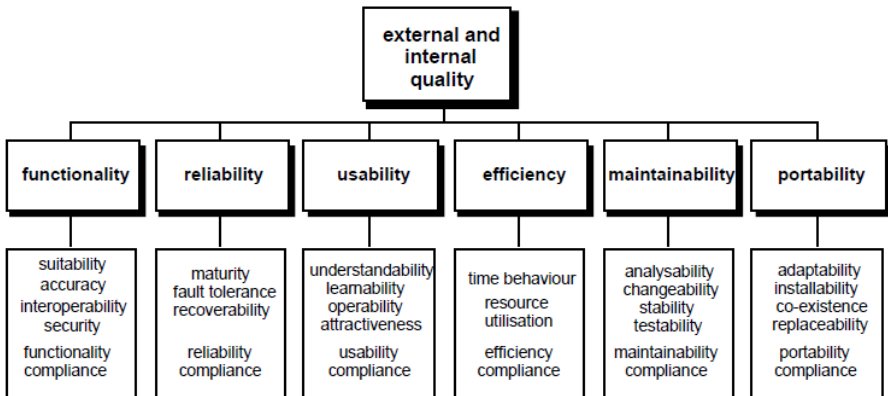 external and
internal
quality
functionality
reliability
usability
efficiency
maintainability
portability
suitability
accuracy
interoperability
security
functionality
compliance
maturity
fault tolerance
recoverability
reliability
compliance
understandability
learnability
operability
attractiveness
usability
compliance
time behaviour
resource
utilisation
efficiency
compliance
analysability
changeability
stability
testability
maintainability
compliance
adaptability
installability
co-existence
replaceability
portability
compliance